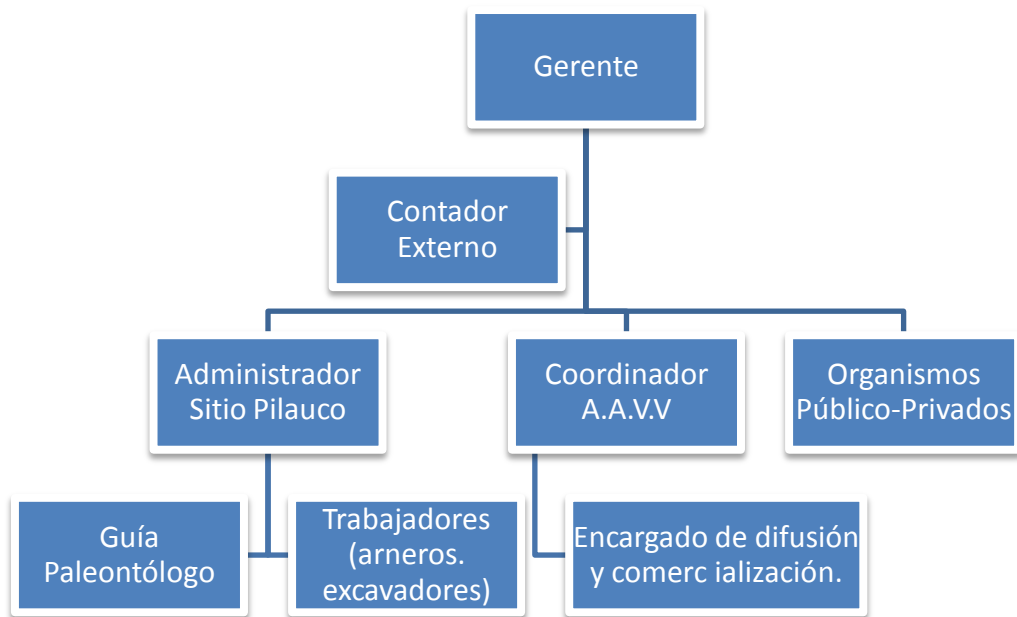 Gerente
Contador
Externo
Administrador
Sitio Pilauco
Coordinador
A.A.V.V
Organismos
Público-Privados
Guía
Paleontólogo
Trabajadores
(arneros.
excavadores)
Encargado de difusión
y comerc ialización.